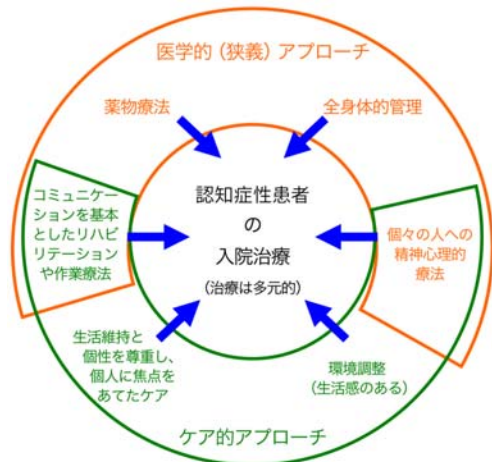 医学的（狭義）アプローチ
薬物療法
全身体的管理
コミュニケー
ションを基本
としたリハビ
リテーション
や作業療法
認知症性患者
の
入院治療
（治療は多元的）
個々の人への
精神心理的
療法
生活維持と
個性を尊重し、
個人に焦点を
あてたケア
環境調整
（生活感のある）
ケア的アプローチ